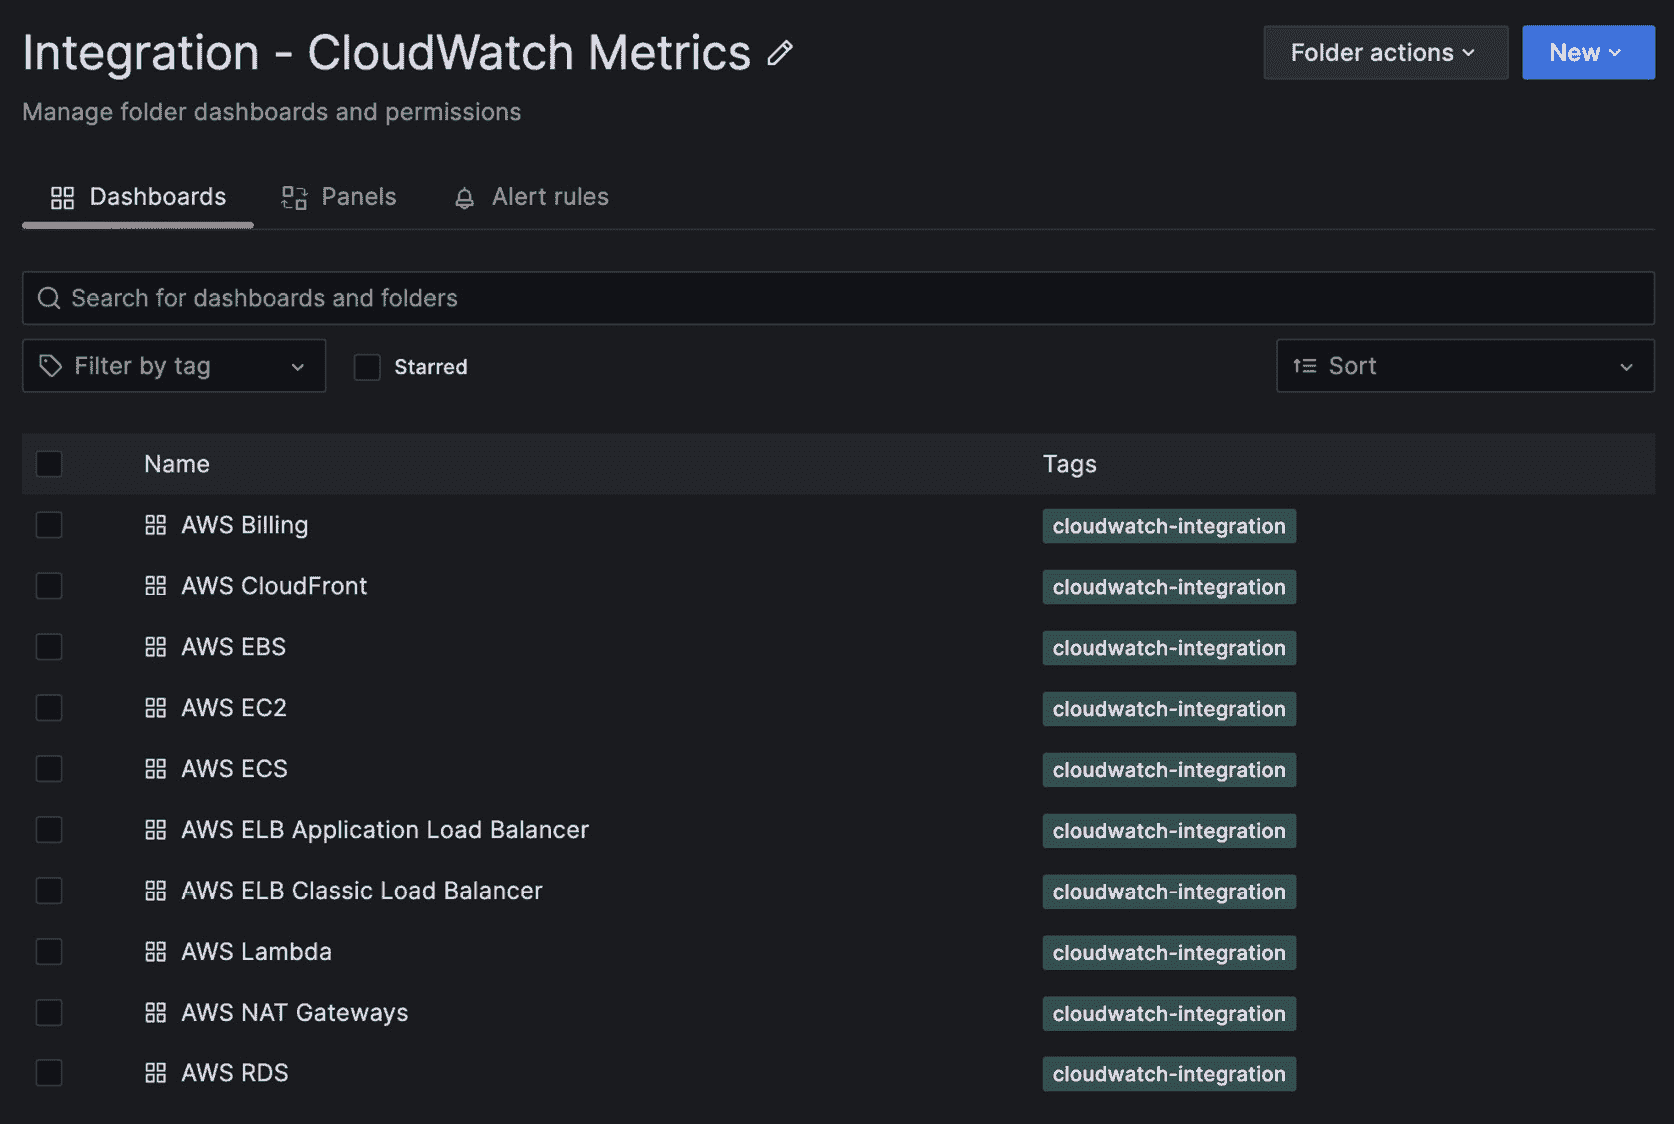 Integration - CloudWatch Metrics
Folder actions
New
Manage folder dashboards and permissions
Dashboards
Panels
Alert rules
Search for dashboards and folders
Filter by tag
Starred
Sort
Name
Tags
AWS Billing
cloudwatch-integration
AWS CloudFront
cloudwatch-integration
AWS EBS
cloudwatch-integration
AWS EC2
cloudwatch-integration
AWS ECS
cloudwatch-integration
AWS ELB Application Load Balancer
cloudwatch-integration
AWS ELB Classic Load Balancer
cloudwatch-integration
AWS Lambda
cloudwatch-integration
AWS NAT Gateways
cloudwatch-integration
AWS RDS
cloudwatch-integration